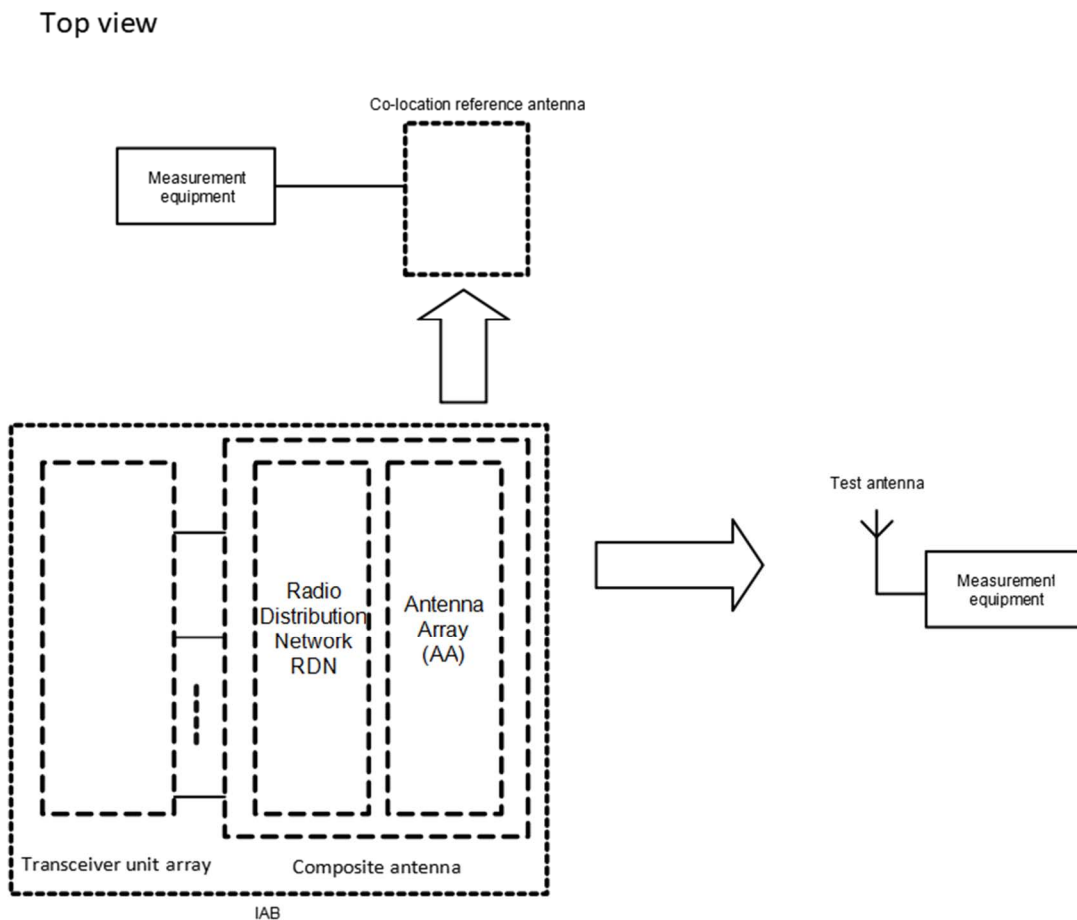 Top view
Co-location reference antenna
Measurement
equipment
Test antenna
Measurement
equipment
Radio
Distribution
Network
RDN
Antenna
Array
(AA)
Transceiver unit array
Composite antenna
IAB